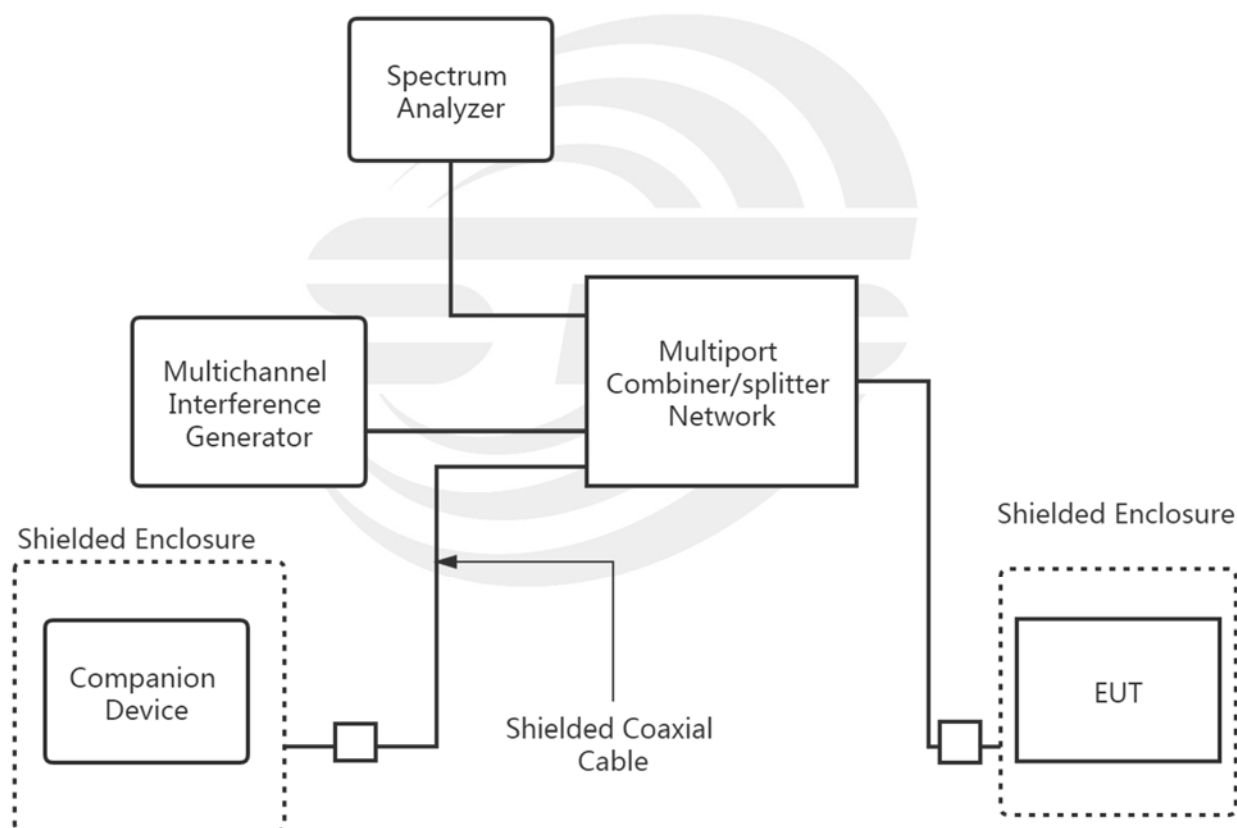 Spectrum
Analyzer
Multiport
Combiner/splitter
Network
Multichannel
Interference
Generator
Shielded Enclosure
Shielded Enclosure
Companion
Device
EUT
Shielded Coaxial
Cable